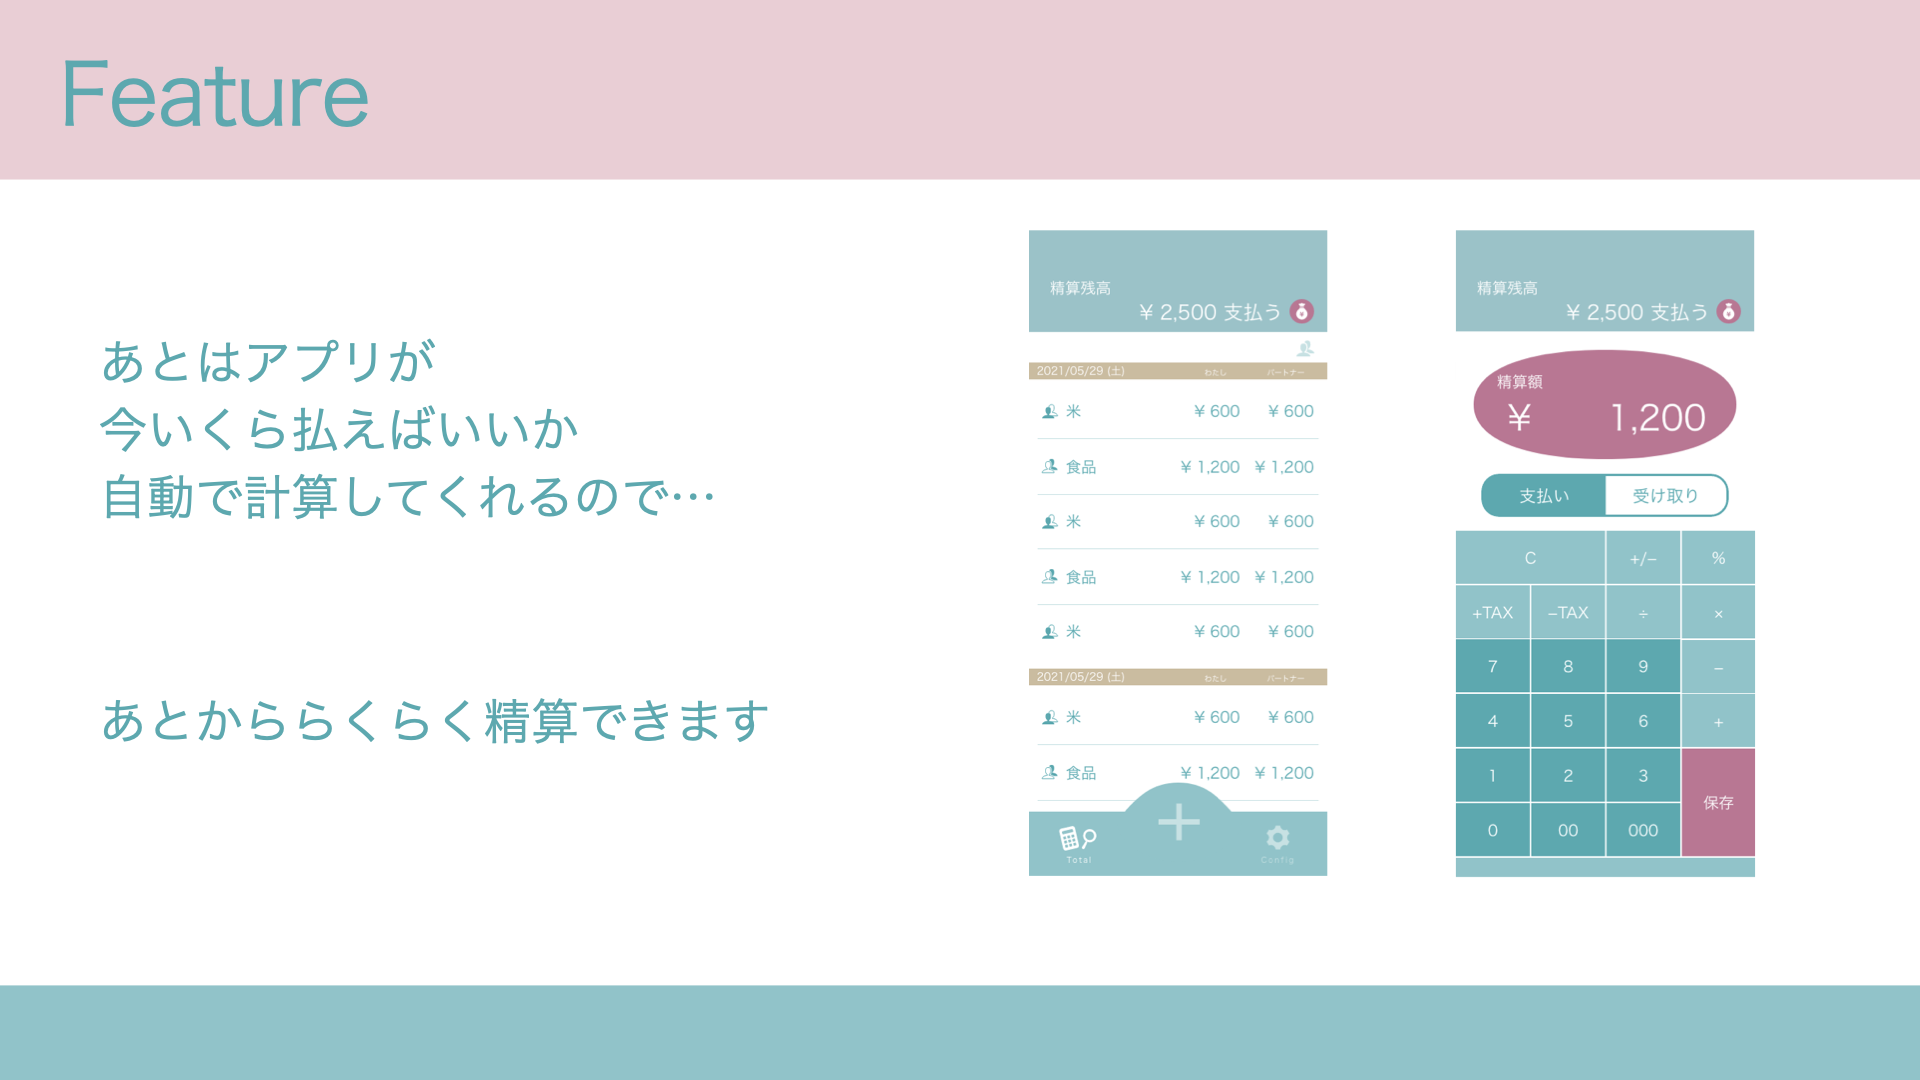 Feature
あとはアプリが
今いくら払えばいいか
自動で計算してくれるので…
あとかららくらく精算できます
精算残高
¥ 2,500 支払う
2021/05/29 (土) わたし パートナー
米 ¥ 600 ¥ 600
食品 ¥ 1,200 ¥ 1,200
米 ¥ 600 ¥ 600
食品 ¥ 1,200 ¥ 1,200
米 ¥ 600 ¥ 600
2021/05/29 (土) わたし パートナー
米 ¥ 600 ¥ 600
食品 ¥ 1,200 ¥ 1,200
+
Total Config
精算残高
¥ 2,500 支払う
精算額
¥ 1,200
支払い 受け取り
C +/− %
+TAX −TAX ÷ ×
7 8 9 −
4 5 6 +
1 2 3
保存
0 00 000